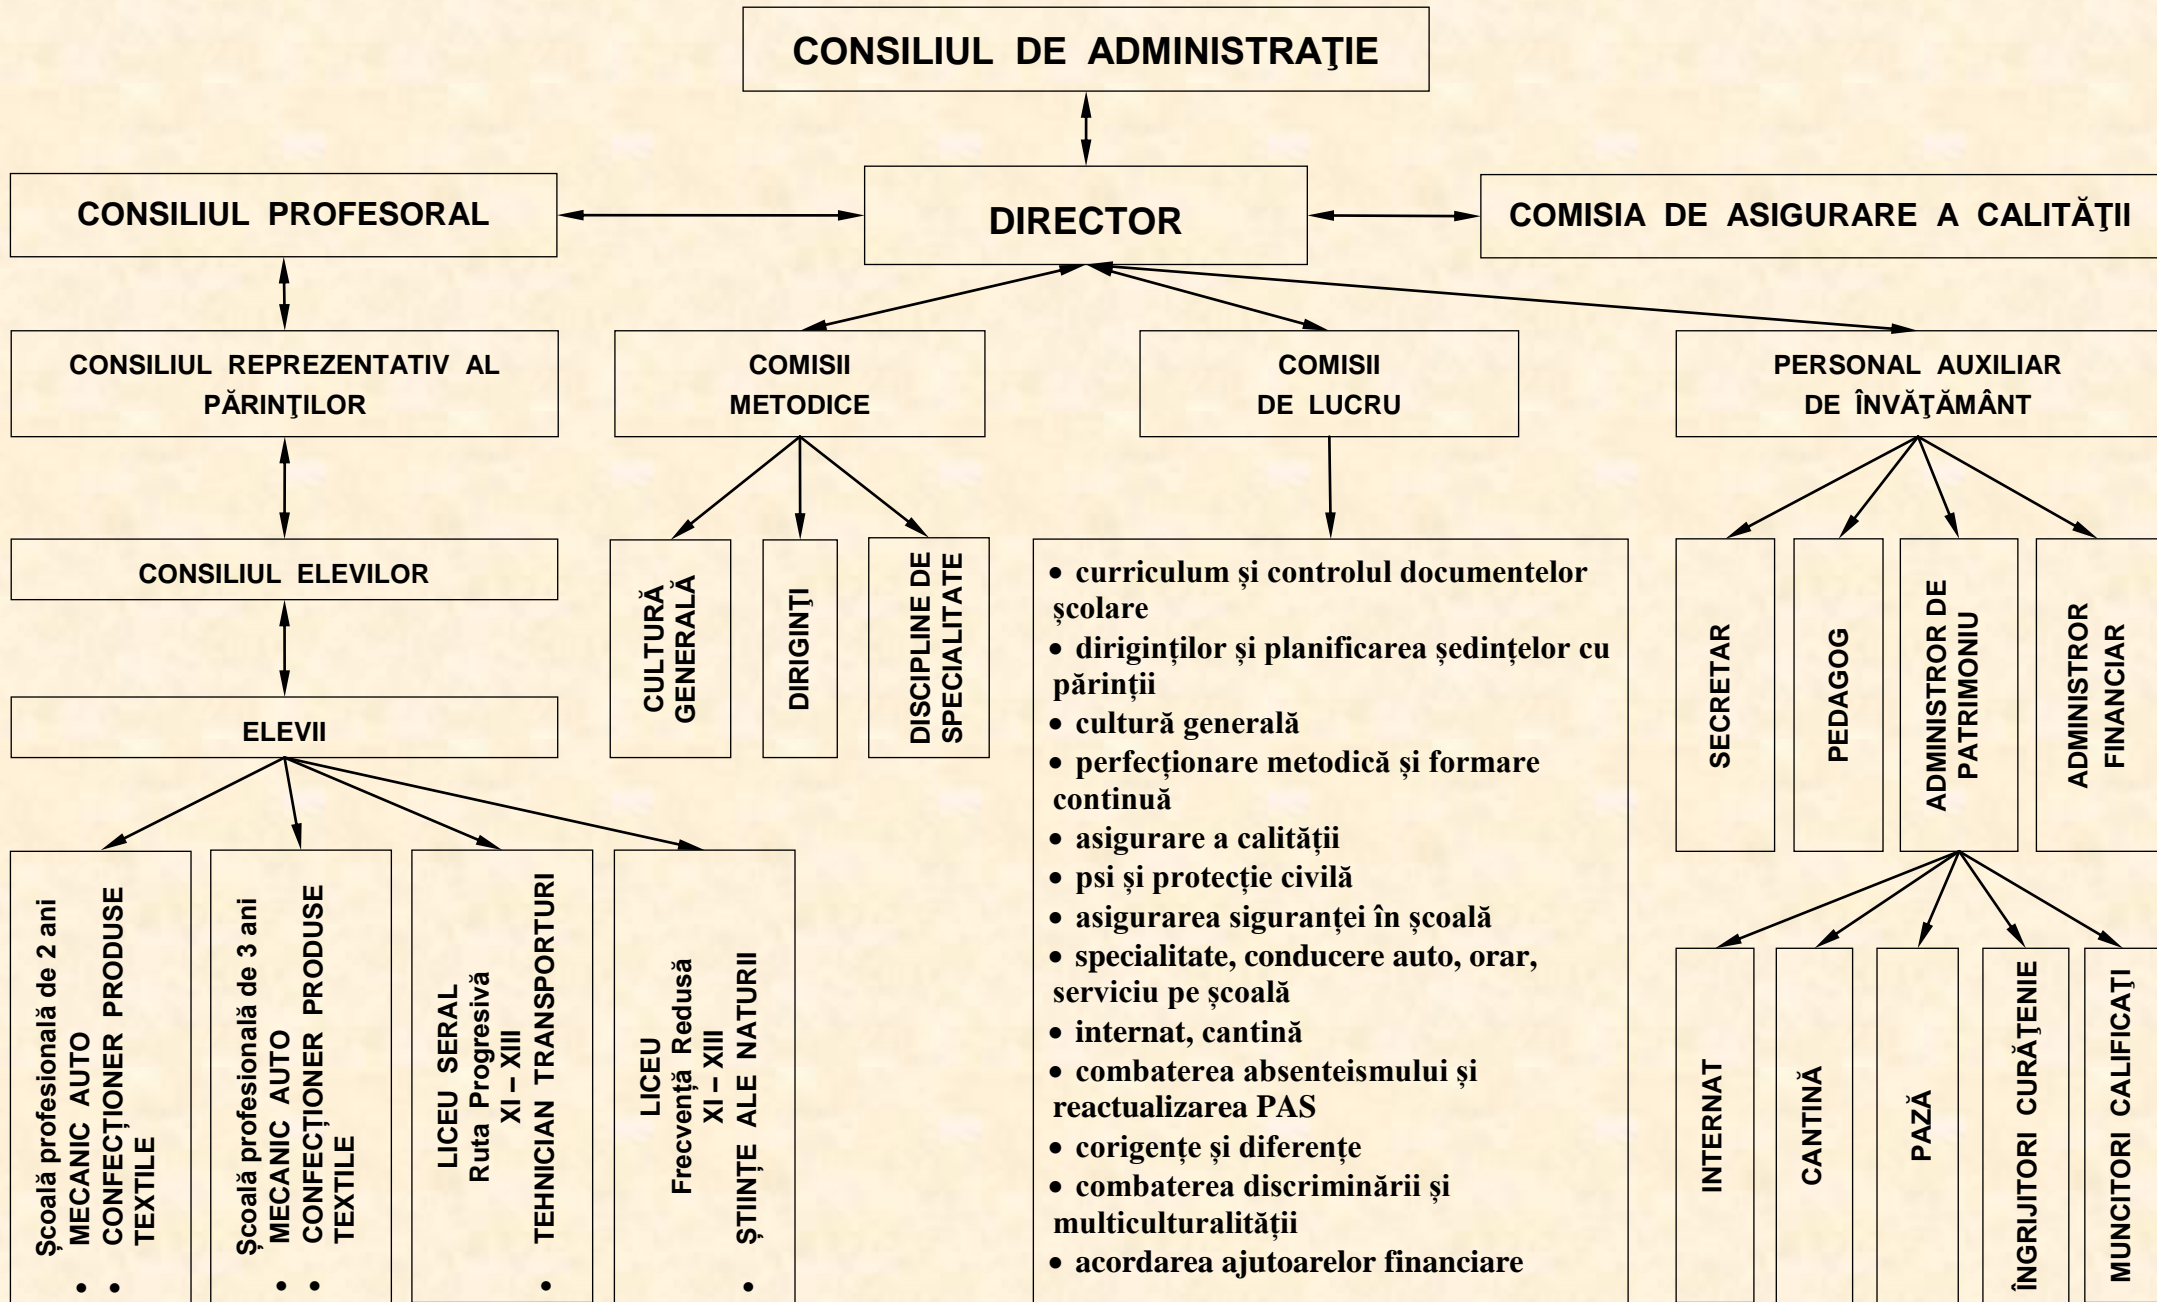 CONSILIUL DE ADMINISTRAŢIE
CONSILIUL PROFESORAL
DIRECTOR
COMISIA DE ASIGURARE A CALITĂŢII
CONSILIUL REPREZENTATIV AL
PĂRINŢILOR
COMISII
METODICE
COMISII
DE LUCRU
PERSONAL AUXILIAR
DE ÎNVĂŢĂMÂNT
CONSILIUL ELEVILOR
ELEVII
CULTURĂ
GENERALĂ
DIRIGINŢI
DISCIPLINE DE
SPECIALITATE
• curriculum și controlul documentelor
școlare
• diriginților și planificarea ședințelor cu
părinții
• cultură generală
• perfecționare metodică și formare
continuă
• asigurare a calității
• psi și protecție civilă
• asigurarea siguranței în școală
• specialitate, conducere auto, orar,
serviciu pe școală
• internat, cantină
• combaterea absenteismului și
reactualizarea PAS
• corigențe și diferențe
• combaterea discriminării și
multiculturalității
• acordarea ajutoarelor financiare
SECRETAR
PEDAGOG
ADMINISTROR DE
PATRIMONIU
ADMINISTROR
FINANCIAR
Școală profesională de 2 ani
• MECANIC AUTO
• CONFECȚIONER PRODUSE
TEXTILE
Școală profesională de 3 ani
• MECANIC AUTO
• CONFECȚIONER PRODUSE
TEXTILE
LICEU SERAL
Ruta Progresivă
XI – XIII
• TEHNICIAN TRANSPORTURI
LICEU
Frecvență Redusă
XI – XIII
• ȘTIINȚE ALE NATURII
INTERNAT
CANTINĂ
PAZĂ
ÎNGRIJITORI CURĂŢENIE
MUNCITORI CALIFICAŢI